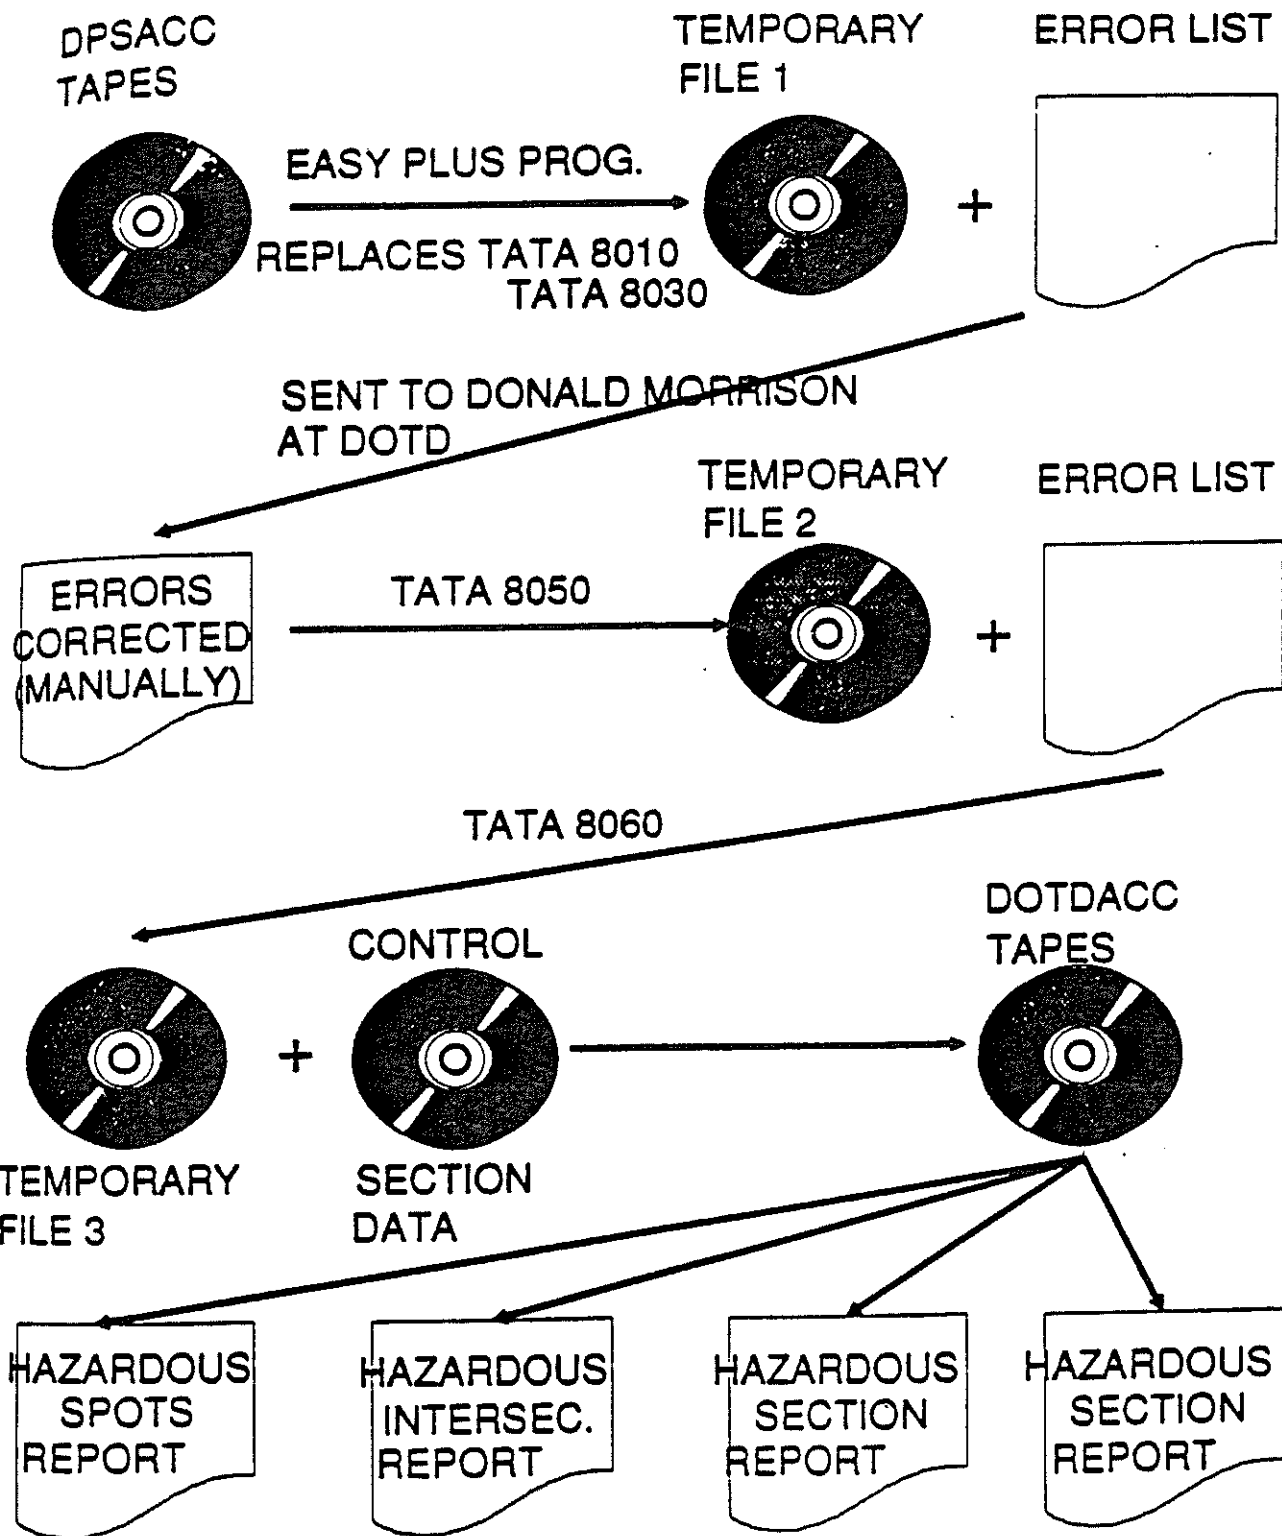 DPSACC
TAPES
TEMPORARY
FILE 1
ERROR LIST
EASY PLUS PROG.
+
REPLACES TATA 8010
TATA 8030
SENT TO DONALD MORRISON
AT DOTD
TEMPORARY
FILE 2
ERROR LIST
ERRORS
CORRECTED
(MANUALLY)
TATA 8050
+
TATA 8060
CONTROL
DOTDACC
TAPES
+
TEMPORARY
FILE 3
SECTION
DATA
HAZARDOUS
SPOTS
REPORT
HAZARDOUS
INTERSEC.
REPORT
HAZARDOUS
SECTION
REPORT
HAZARDOUS
SECTION
REPORT